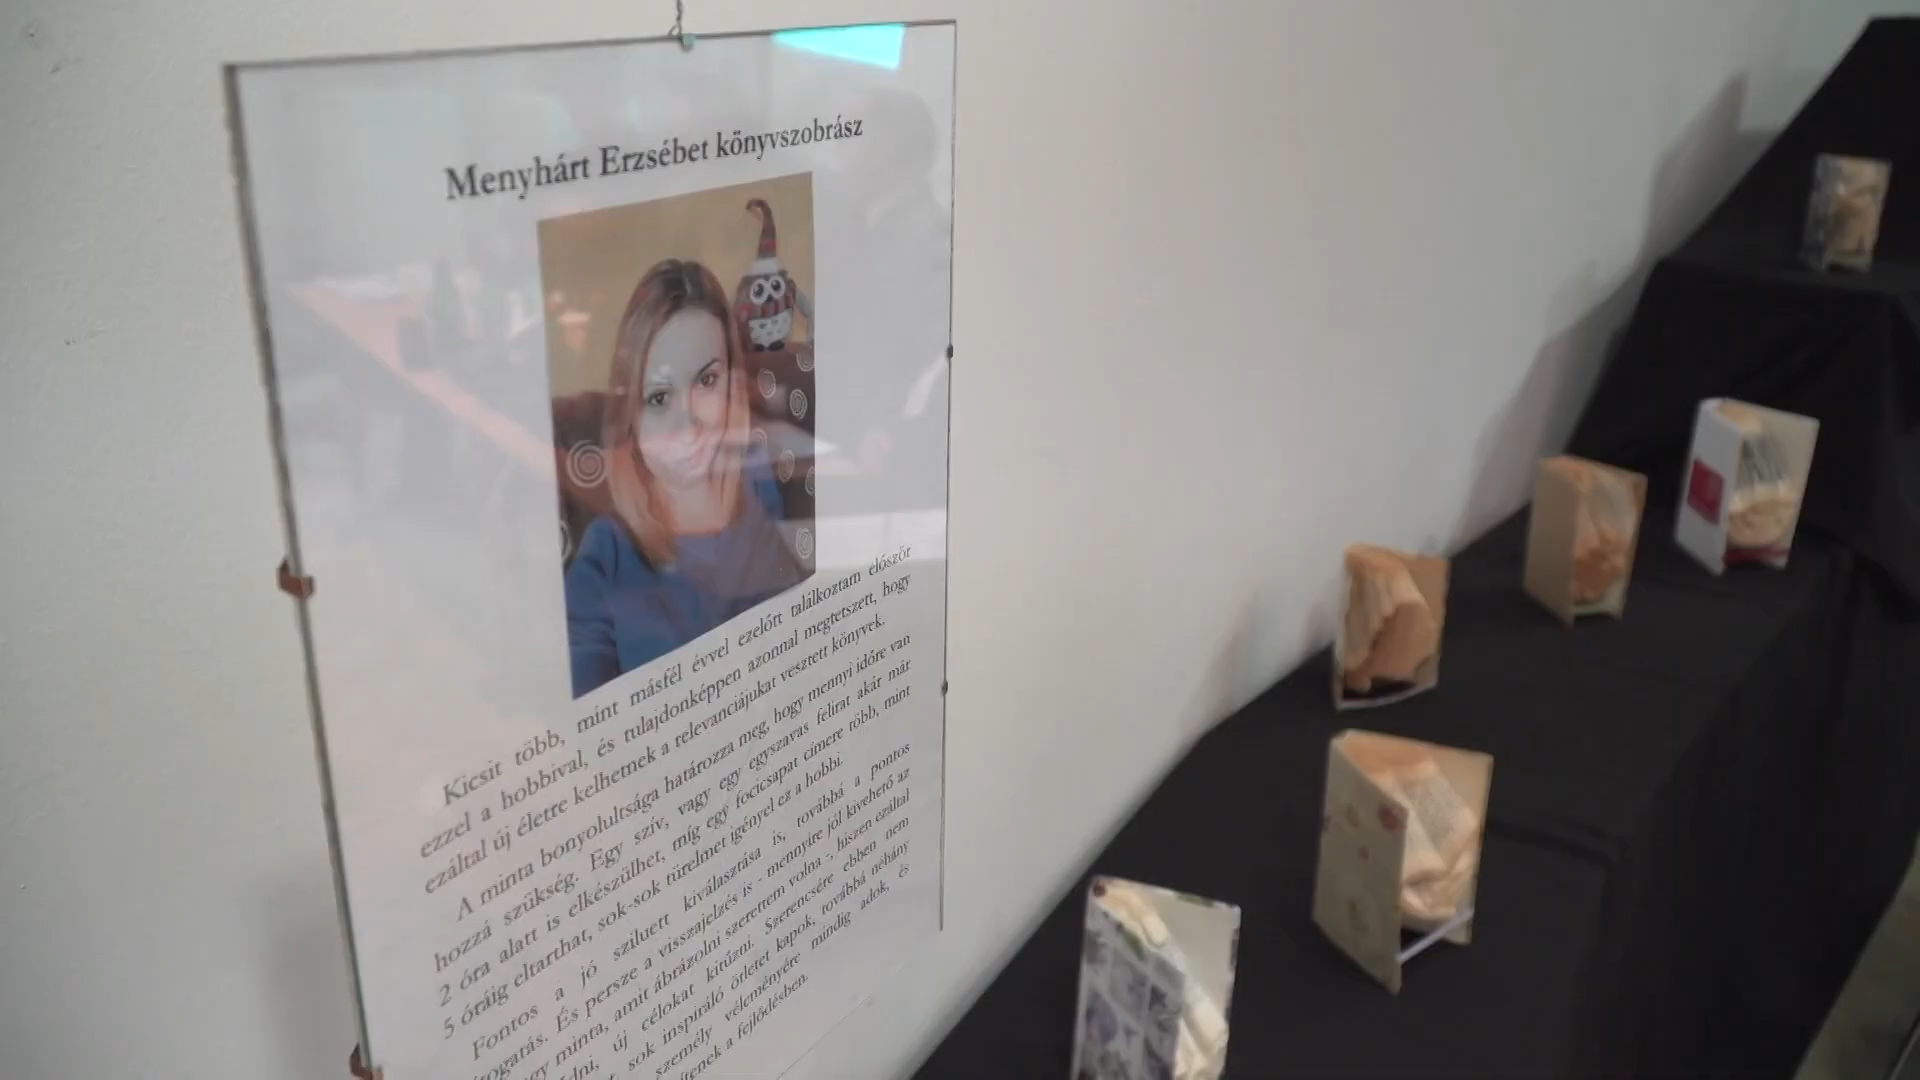 Menyhárt Erzsébet könyvszobrász
Kicsit több, mint másfél évvel ezelőtt találkoztam először
ezzel a hobbival, és tulajdonképpen azonnal megtetszett, hogy
ezáltal új életre kelhetnek a relevanciájukat vesztett könyvek.
A minta bonyolultsága határozza meg, hogy mennyi időre van
hozzá szükség. Egy szív, vagy egy egyszavas felirat akár már
2 óra alatt is elkészülhet, míg egy focicsapat címere több, mint
5 óráig eltarthat, sok-sok türelmet igényel ez a hobbi.
Fontos a jó sziluett kiválasztása is, továbbá a pontos
És persze a visszajelzés is - mennyire jól kivehető az
minta, amit ábrázolni szerettem volna -, hiszen ezáltal
új célokat kitűzni. Szerencsére ebben nem
sok inspiráló ötletet kapok, továbbá néhány
személy véleményére mindig adok, &
a fejlődésben.